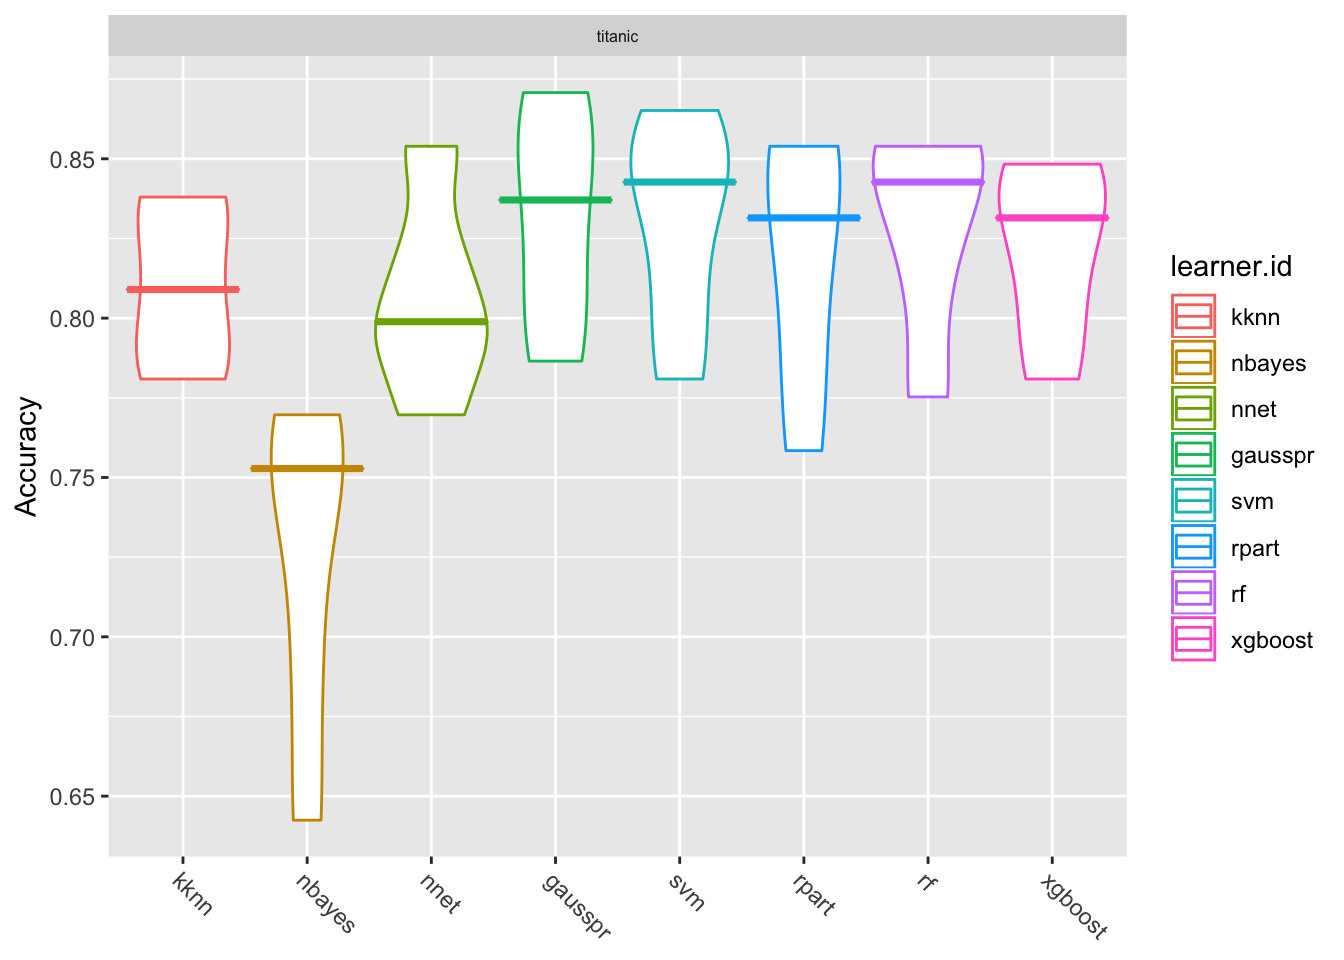 titanic
Accuracy
0.85
0.80
0.75
0.70
0.65
kknn
nbayes
nnet
gausspr
svm
rpart
rf
xgboost
learner.id
kknn
nbayes
nnet
gausspr
svm
rpart
rf
xgboost